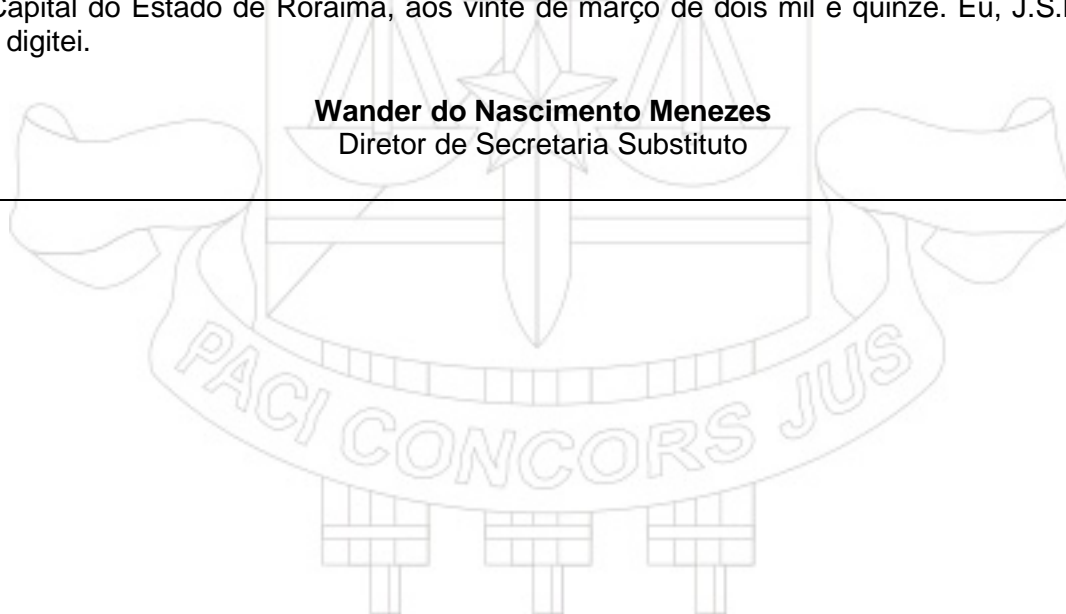 Capital do Estado de Roraima, aos vinte de março de dois mil e quinze. Eu,
digitei.
Wander do Nascimento Menezes
Diretor de Secretaria Substituto
PACI CONCORS JUS